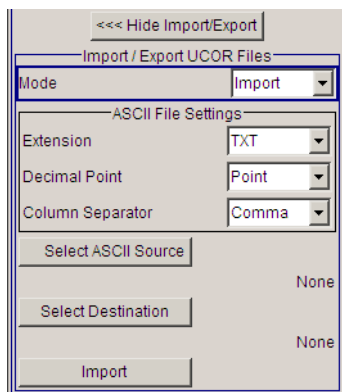 <<< Hide Import/Export
Import / Export UCOR Files
Mode Import
ASCII File Settings
Extension TXT
Decimal Point Point
Column Separator Comma
Select ASCII Source
None
Select Destination
None
Import